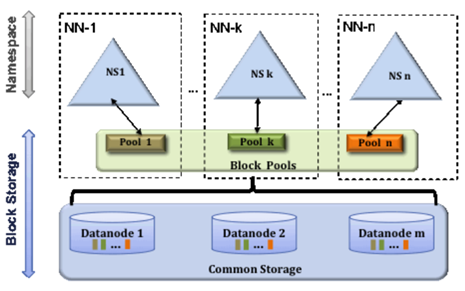 Namespace
NN-1
NN-k
NN-n
NS1
NS k
NS n
...
...
Block Storage
Pool 1
Pool k
Pool n
Block Pools
Datanode 1
Datanode 2
Datanode m
...
...
...
Common Storage